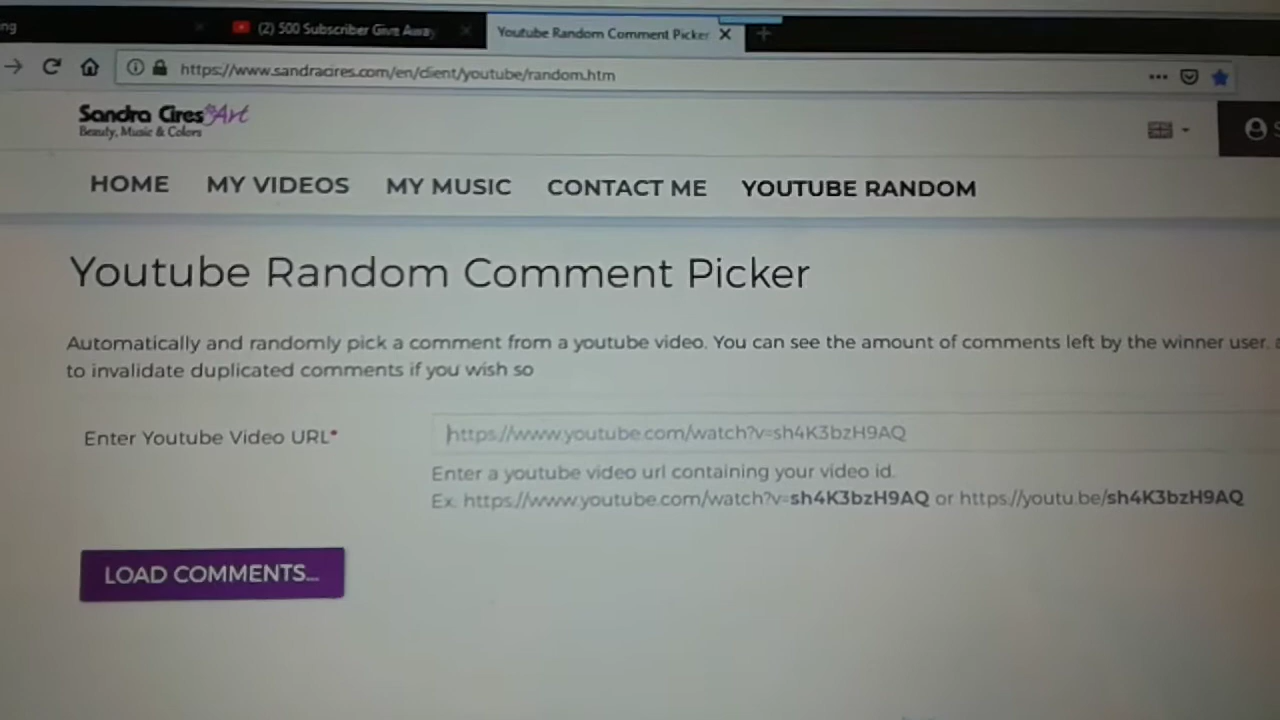 ng
(2) 500 Subscriber Give Away
Youtube Random Comment Picker
https://www.sandracires.com/en/client/youtube/random.htm
Sandra Cires Art
Beauty, Music & Colors
HOME MY VIDEOS MY MUSIC CONTACT ME YOUTUBE RANDOM
Youtube Random Comment Picker
Automatically and randomly pick a comment from a youtube video. You can see the amount of comments left by the winner user,
to invalidate duplicated comments if you wish so
Enter Youtube Video URL*
https://www.youtube.com/watch?v=sh4K3bzH9AQ
Enter a youtube video url containing your video id.
Ex. https://www.youtube.com/watch?v=sh4K3bzH9AQ or https://youtu.be/sh4K3bzH9AQ
LOAD COMMENTS...